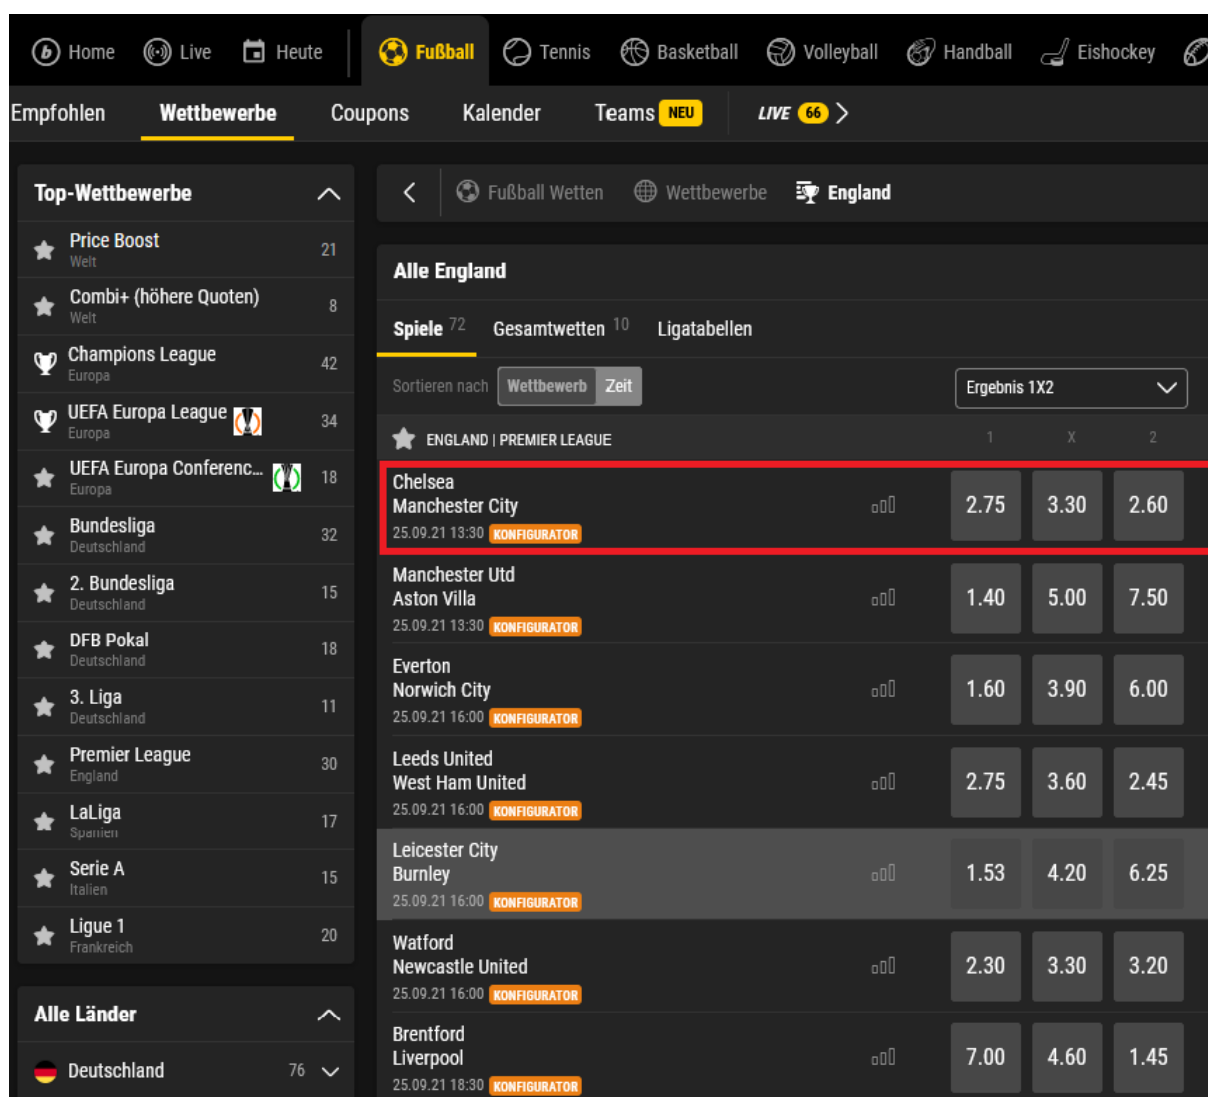 Home Live Heute Fußball Tennis Basketball Volleyball Handball Eishockey
Empfohlen Wettbewerbe Coupons Kalender Teams NEU LIVE 66
Top-Wettbewerbe
Price Boost 21
Welt
Combi+ (höhere Quoten) 8
Welt
Champions League 42
Europa
UEFA Europa League 34
Europa
UEFA Europa Conferenc... 18
Europa
Bundesliga 32
Deutschland
2. Bundesliga 15
Deutschland
DFB Pokal 18
Deutschland
3. Liga 11
Deutschland
Premier League 30
England
LaLiga 17
Spanien
Serie A 15
Italien
Ligue 1 20
Frankreich
Alle Länder
Deutschland 76
Fußball Wetten Wettbewerbe England
Alle England
Spiele 72 Gesamtwetten 10 Ligatabellen
Sortieren nach Wettbewerb Zeit Ergebnis 1X2
ENGLAND | PREMIER LEAGUE 1 X 2
Chelsea
Manchester City 2.75 3.30 2.60
25.09.21 13:30 KONFIGURATOR
Manchester Utd
Aston Villa 1.40 5.00 7.50
25.09.21 13:30 KONFIGURATOR
Everton
Norwich City 1.60 3.90 6.00
25.09.21 16:00 KONFIGURATOR
Leeds United
West Ham United 2.75 3.60 2.45
25.09.21 16:00 KONFIGURATOR
Leicester City
Burnley 1.53 4.20 6.25
25.09.21 16:00 KONFIGURATOR
Watford
Newcastle United 2.30 3.30 3.20
25.09.21 16:00 KONFIGURATOR
Brentford
Liverpool 7.00 4.60 1.45
25.09.21 18:30 KONFIGURATOR